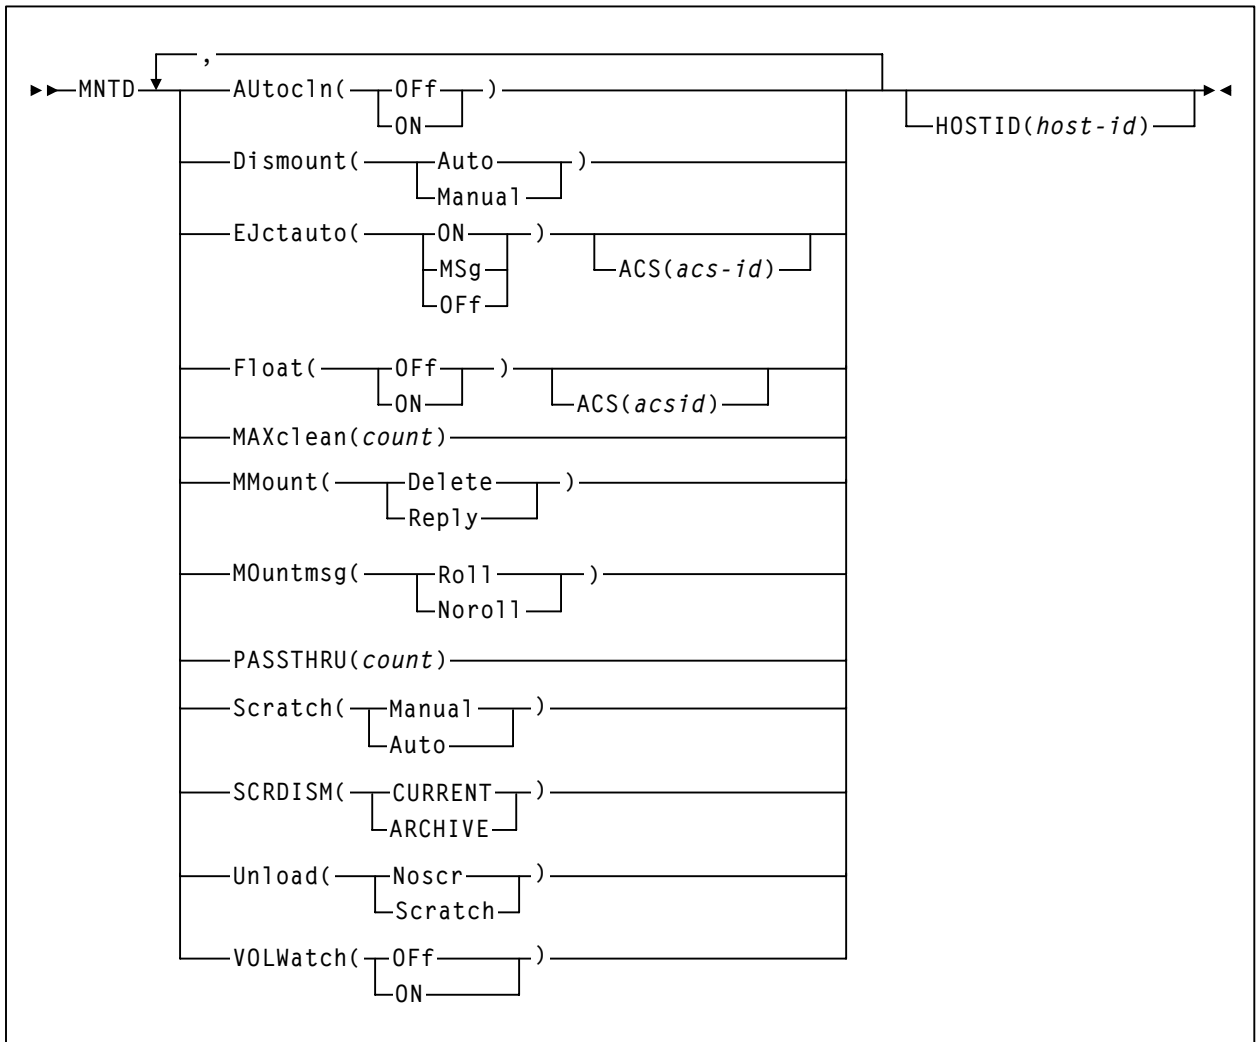 ,
MNTD AUtocln( OFf )
ON HOSTID(host-id)
Dismount( Auto )
Manual
EJctauto( ON )
MSg ACS(acs-id)
OFf
Float( OFf )
ON ACS(acsid)
MAXclean(count)
MMount( Delete )
Reply
MOuntmsg( Roll )
Noroll
PASSTHRU(count)
Scratch( Manual )
Auto
SCRDISM( CURRENT )
ARCHIVE
Unload( Noscr )
Scratch
VOLWatch( OFf )
ON